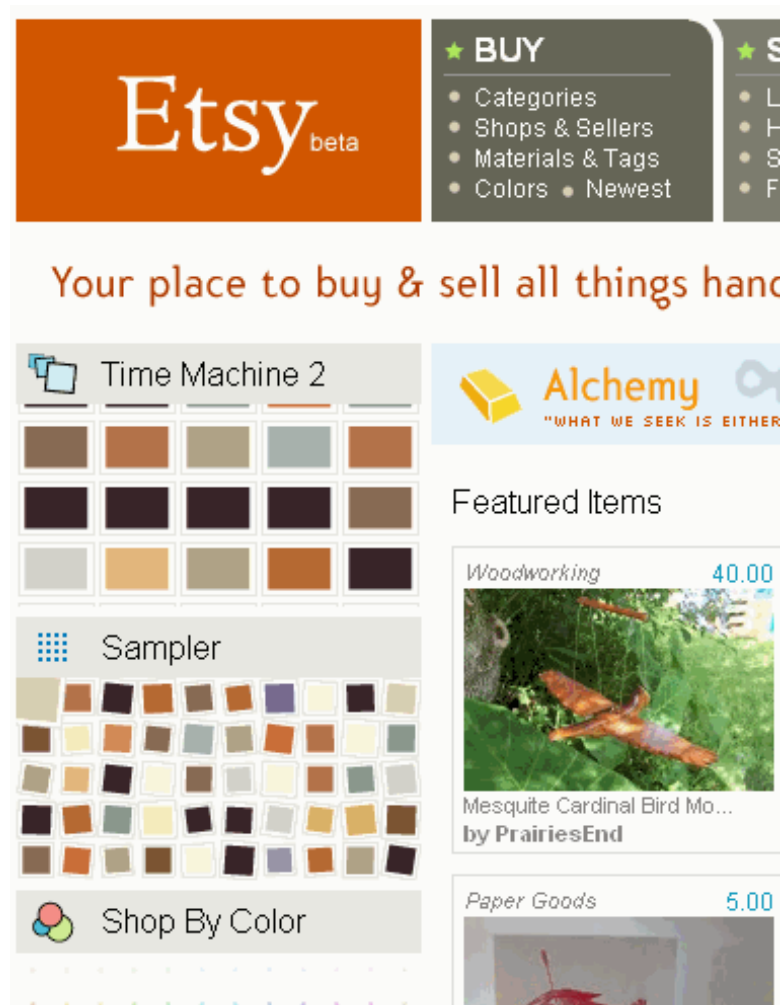 Etsy beta
BUY
Categories
Shops & Sellers
Materials & Tags
Colors • Newest
Your place to buy & sell all things
Time Machine 2
Alchemy
"WHAT WE SEEK IS EITHER
Featured Items
Woodworking 40.00
Mesquite Cardinal Bird Mo...
by PrairiesEnd
Sampler
Paper Goods 5.00
Shop By Color